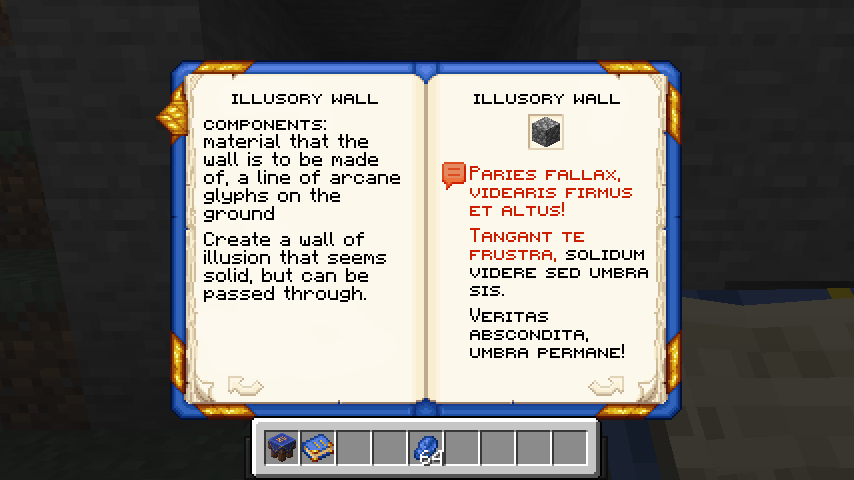 ILLUSORY WALL
COMPONENTS:
material that the
wall is to be made
of, a line of arcane
glyphs on the
ground
Create a wall of
illusion that seems
solid, but can be
passed through.
ILLUSORY WALL
PARIES FALLAX,
VIDEARIS FIRMUS
ET ALTUS!
TANGANT TE
FRUSTRA, SOLIDUM
VIDERE SED UMBRA
SIS.
VERITAS
ABSCONDITA,
UMBRA PERMANE!
64